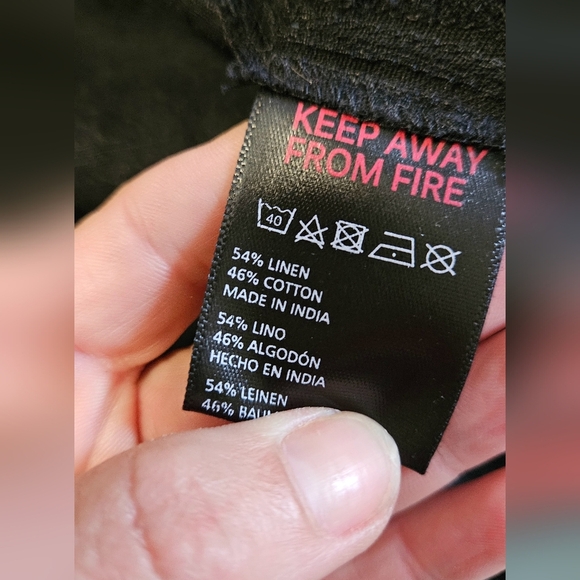 KEEP AWAY
FROM FIRE
40
54% LINEN
46% COTTON
MADE IN INDIA
54% LINO
46% ALGODÓN
HECHO EN INDIA
54% LEINEN
46%